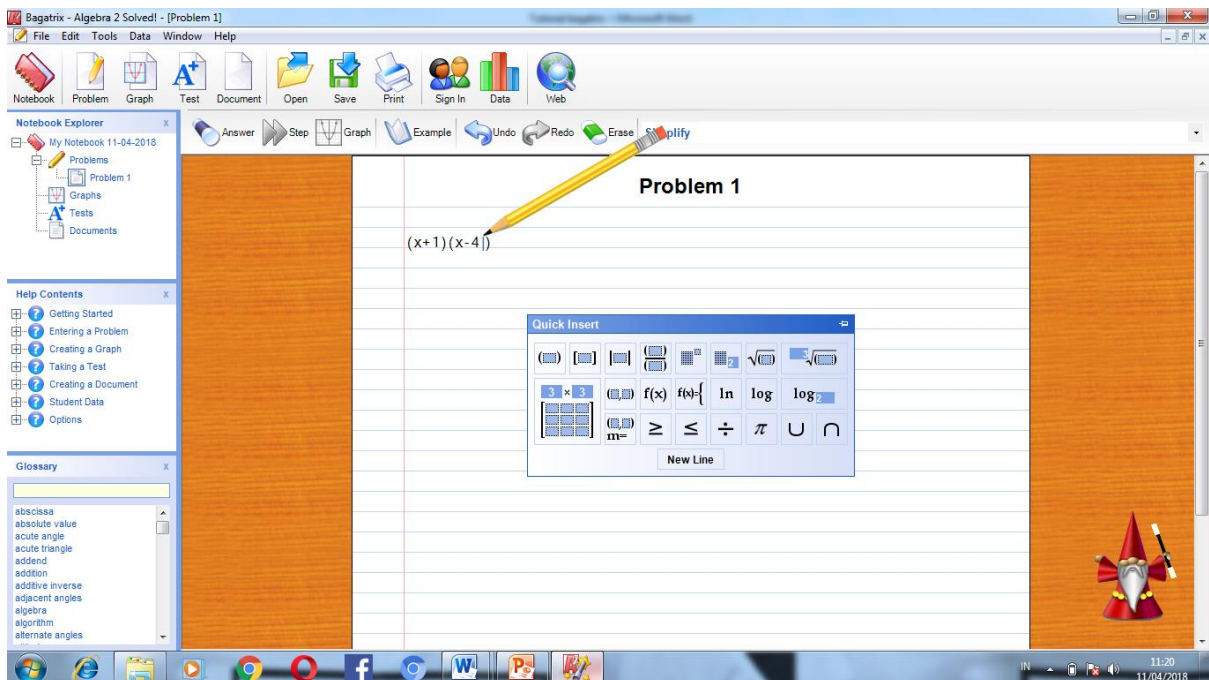 Bagatrix - Algebra 2 Solved! - [Problem 1]
File Edit Tools Data Window Help
Notebook Problem Graph Test Document Open Save Print Sign In Data Web
Notebook Explorer x
My Notebook 11-04-2018
Problems
Problem 1
Graphs
Tests
Documents
Answer Step Graph Example Undo Redo Erase
Problem 1
(x+1)(x-4)
Quick Insert
3 × 3
f(x) f(x)={ ln log log2
m= ≥ ≤ ÷ π ∪ ∩
New Line
Help Contents x
Getting Started
Entering a Problem
Creating a Graph
Taking a Test
Creating a Document
Student Data
Options
Glossary x
abscissa
absolute value
acute angle
acute triangle
addend
addition
additive inverse
adjacent angles
algebra
algorithm
alternate angles
IN 11:20
11/04/2018